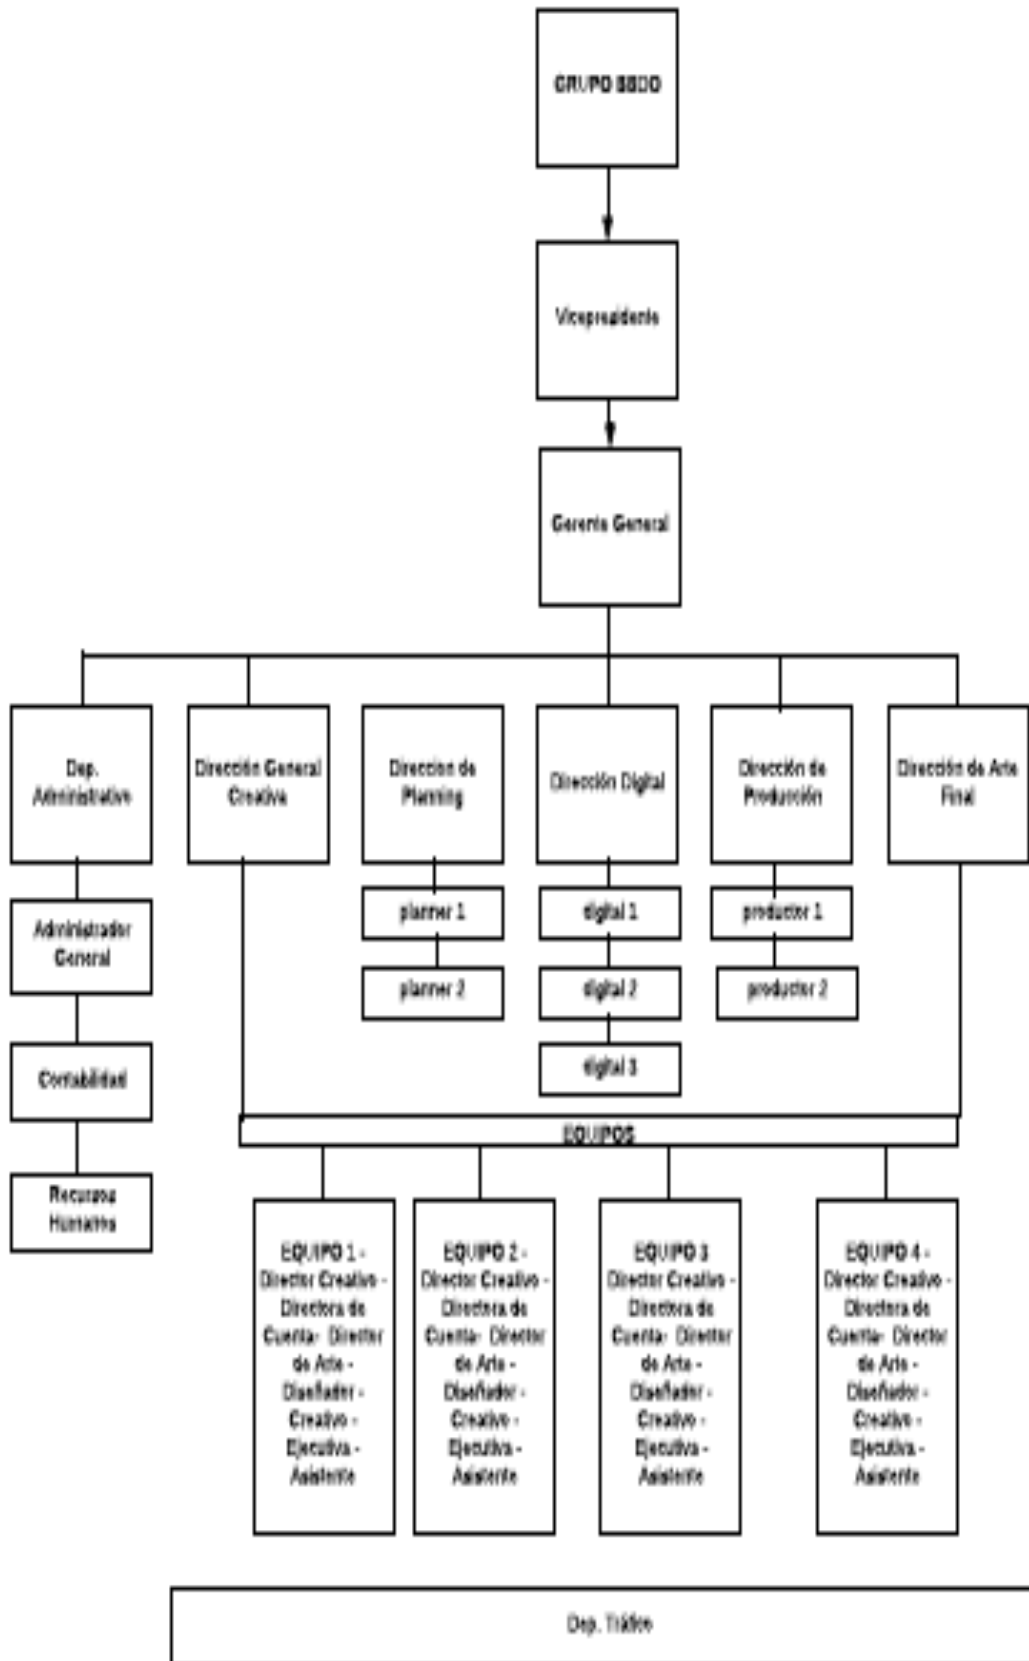 GRUPO BBDO
Vicepresidente
Gerente General
Dep.
Administrativo
Dirección General
Creativa
Direccion de
Planning
Dirección Digital
Dirección de
Producción
Dirección de Arte
Final
Administrador
General
planner 1
digital 1
productor 1
planner 2
digital 2
productor 2
Contabilidad
digital 3
EQUIPOS
Recursos
Humanos
EQUIPO 1 -
Director Creativo -
Directora de
Cuenta- Director
de Arte -
Diseñador -
Creativo -
Ejecutiva -
Asistente
EQUIPO 2 -
Director Creativo -
Directora de
Cuenta- Director
de Arte -
Diseñador -
Creativo -
Ejecutiva -
Asistente
EQUIPO 3
Director Creativo -
Directora de
Cuenta- Director
de Arte -
Diseñador -
Creativo -
Ejecutiva -
Asistente
EQUIPO 4 -
Director Creativo -
Directora de
Cuenta- Director
de Arte -
Diseñador -
Creativo -
Ejecutiva -
Asistente
Dep. Tráfico